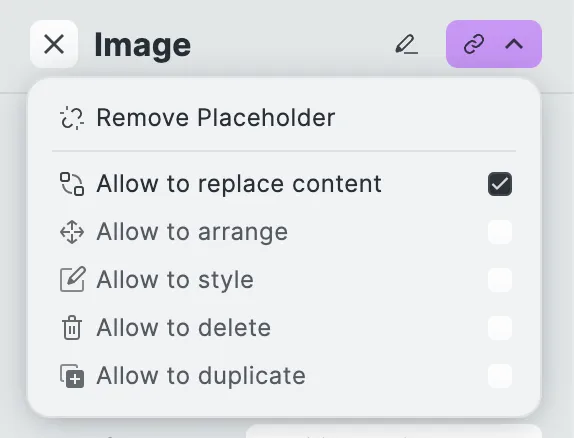 Image
Remove Placeholder
Allow to replace content
Allow to arrange
Allow to style
Allow to delete
Allow to duplicate